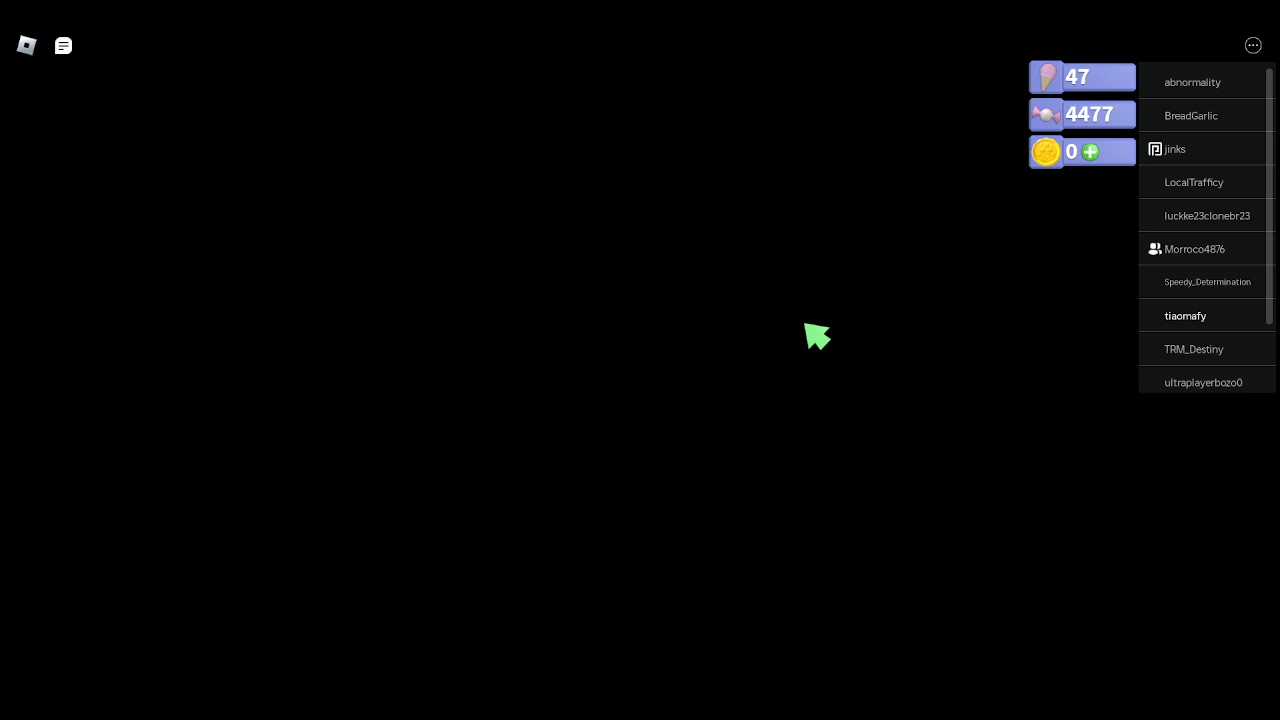 47
4477
0
abnormality
BreadGarlic
jinks
LocalTrafficy
luckke23clonebr23
Morroco4876
Speedy_Determination
tiaomafy
TRM_Destiny
ultraplayerbozo0